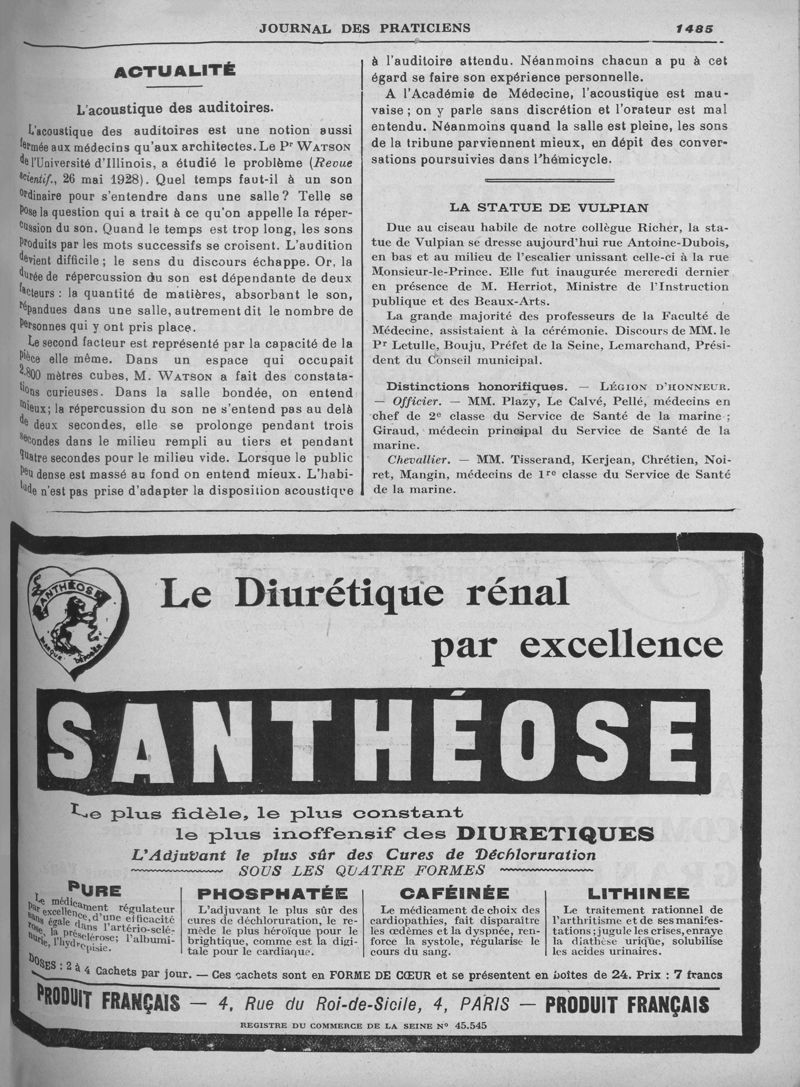 JOURNAL DES PRATICIENS 1485
ACTUALITÉ
L'acoustique des auditoires.
L'acoustique des auditoires est une notion aussi
fermée aux médecins qu'aux architectes. Le Pr WATSON
de l'Université d'Illinois, a étudié le problème (Revue
scientif., 26 mai 1928). Quel temps faut-il à un son
ordinaire pour s'entendre dans une salle ? Telle se
pose la question qui a trait à ce qu'on appelle la réper-
cussion du son. Quand le temps est trop long, les sons
produits par les mots successifs se croisent. L'audition
devient difficile ; le sens du discours échappe. Or, la
durée de répercussion du son est dépendante de deux
facteurs : la quantité de matières, absorbant le son,
répandues dans une salle, autrement dit le nombre de
personnes qui y ont pris place.
Le second facteur est représenté par la capacité de la
pièce elle même. Dans un espace qui occupait
2.800 mètres cubes, M. WATSON a fait des constata-
tions curieuses. Dans la salle bondée, on entend
mieux ; la répercussion du son ne s'entend pas au delà
de deux secondes, elle se prolonge pendant trois
secondes dans le milieu rempli au tiers et pendant
quatre secondes pour le milieu vide. Lorsque le public
peu dense est massé au fond on entend mieux. L'habi-
tude n'est pas prise d'adapter la disposition acoustique
à l'auditoire attendu. Néanmoins chacun a pu à cet
égard se faire son expérience personnelle.
A l'Académie de Médecine, l'acoustique est mau-
vaise ; on y parle sans discrétion et l'orateur est mal
entendu. Néanmoins quand la salle est pleine, les sons
de la tribune parviennent mieux, en dépit des conver-
sations poursuivies dans l'hémicycle.
LA STATUE DE VULPIAN
Due au ciseau habile de notre collègue Richer, la sta-
tue de Vulpian se dresse aujourd'hui rue Antoine-Dubois,
en bas et au milieu de l'escalier unissant celle-ci à la rue
Monsieur-le-Prince. Elle fut inaugurée mercredi dernier
en présence de M. Herriot, Ministre de l'Instruction
publique et des Beaux-Arts.
La grande majorité des professeurs de la Faculté de
Médecine, assistaient à la cérémonie. Discours de MM. le
Pr Letulle, Bouju, Préfet de la Seine, Lemarchand, Prési-
dent du Conseil municipal.
Distinctions honorifiques. — LÉGION D'HONNEUR.
— Officier. — MM. Plazy, Le Calvé, Pellé, médecins en
chef de 2e classe du Service de Santé de la marine ;
Giraud, médecin principal du Service de Santé de la
marine.
Chevallier. — MM. Tisserand, Kerjean, Chrétien, Noi-
ret, Mangin, médecins de 1re classe du Service de Santé
de la marine.
SANTHÉOSE
MARQUE DÉPOSÉE
Le Diurétique rénal
par excellence
SANTHÉOSE
Le plus fidèle, le plus constant
le plus inoffensif des DIURETIQUES
L'Adjuvant le plus sûr des Cures de Déchloruration
SOUS LES QUATRE FORMES
PURE
Le médicament régulateur
par excellence, d'une efficacité
sans égale dans l'artério-sclé-
rose, la présclérose; l'albumi-
nurie, l'hydropisie.
PHOSPHATÉE
L'adjuvant le plus sûr des
cures de déchloruration, le re-
mède le plus héroïque pour le
brightique, comme est la digi-
tale pour le cardiaque.
CAFÉINÉE
Le médicament de choix des
cardiopathies, fait disparaître
les œdèmes et la dyspnée, ren-
force la systole, régularise le
cours du sang.
LITHINEE
Le traitement rationnel de
l'arthritisme et de ses manifes-
tations ; jugule les crises, enraye
la diathèse urique, solubilise
les acides urinaires.
DOSES : 2 à 4 Cachets par jour. — Ces cachets sont en FORME DE CŒUR et se présentent en boîtes de 24. Prix : 7 francs
PRODUIT FRANÇAIS — 4, Rue du Roi-de-Sicile, 4, PARIS — PRODUIT FRANÇAIS
REGISTRE DU COMMERCE DE LA SEINE No 45.545